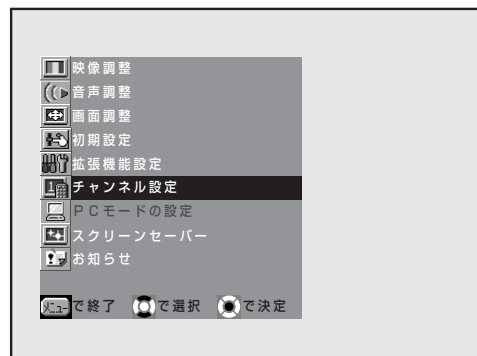 映像調整
音声調整
画面調整
初期設定
拡張機能設定
1 チャンネル設定
PCモードの設定
スクリーンセーバー
お知らせ
メニューで終了 で選択 で決定